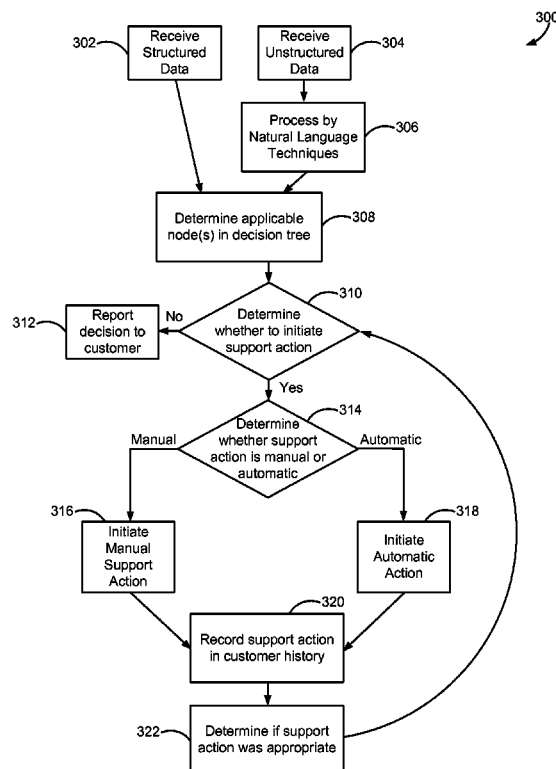 300
302
Receive
Structured
Data
304
Receive
Unstructured
Data
306
Process by
Natural Language
Techniques
308
Determine applicable
node(s) in decision tree
310
Determine
whether to initiate
support action
No
312
Report
decision to
customer
Yes
314
Determine
whether support
action is manual or
automatic
Manual
Automatic
316
Initiate
Manual
Support
Action
318
Initiate
Automatic
Action
320
Record support action
in customer history
322
Determine if support
action was appropriate